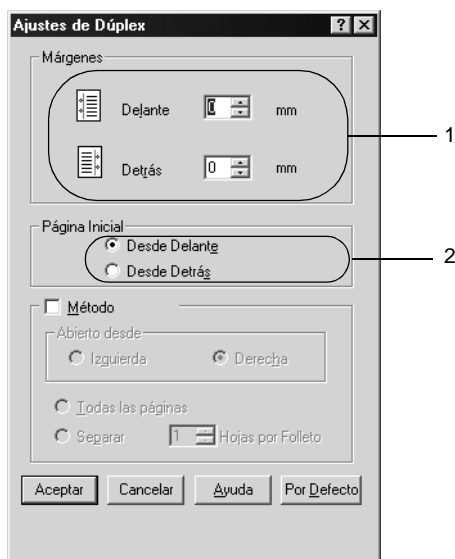 Ajustes de Dúplex
Márgenes
Delante 0 mm
1
Detrás 0 mm
Página Inicial
Desde Delante
2
Desde Detrás
Método
Abierto desde
Izquierda Derecha
Todas las páginas
Separar 1 Hojas por Folleto
Aceptar Cancelar Ayuda Por Defecto